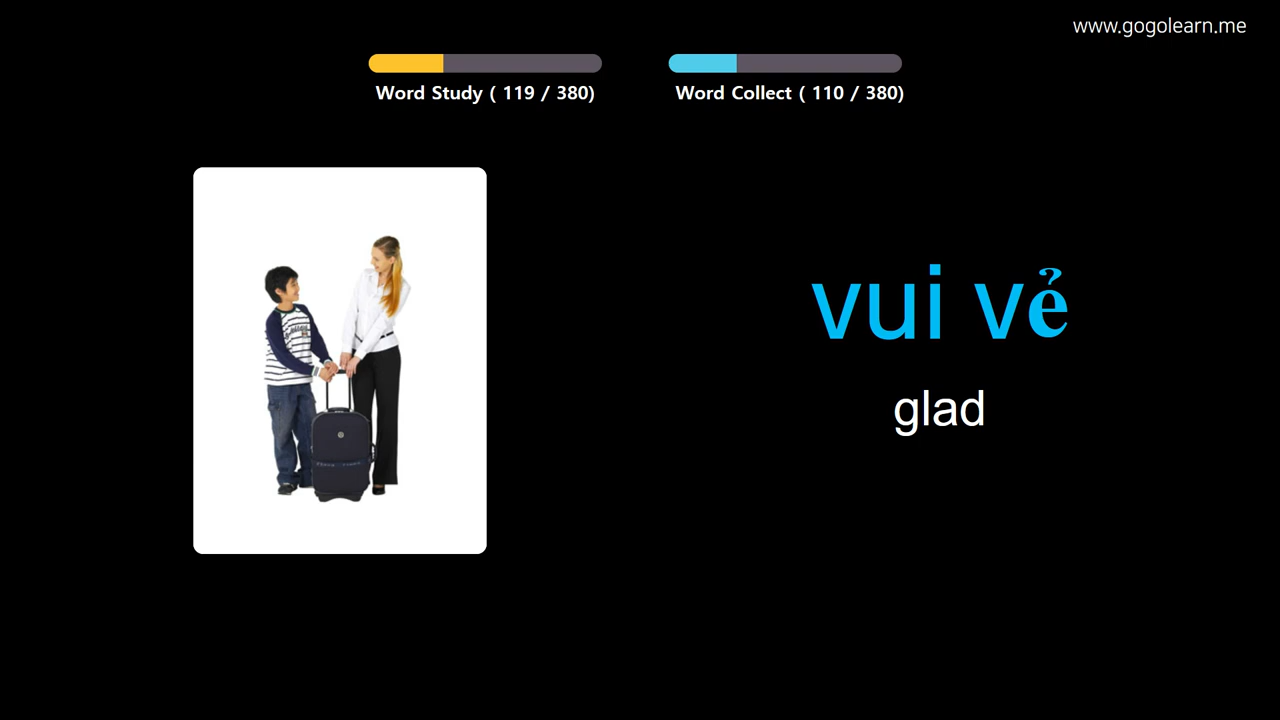 www.gogolearn.me
Word Study ( 119 / 380)
Word Collect ( 110 / 380)
vui vẻ
glad